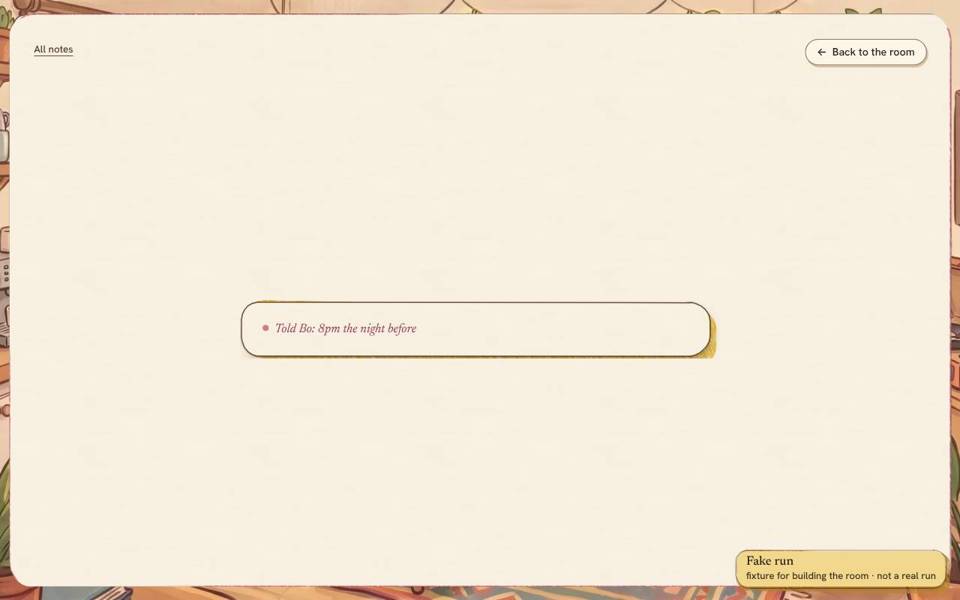 All notes
← Back to the room
Told Bo: 8pm the night before
Fake run
fixture for building the room · not a real run